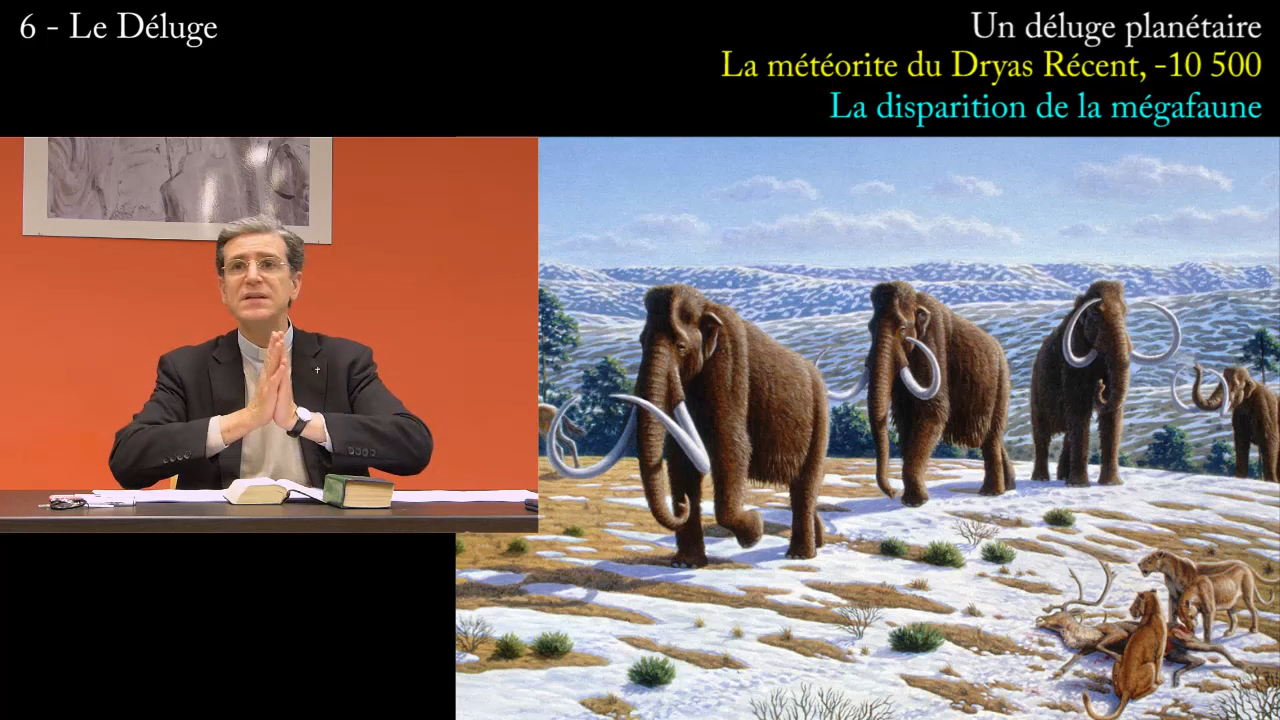 6 - Le Déluge
Un déluge planétaire
La météorite du Dryas Récent, -10 500
La disparition de la mégafaune